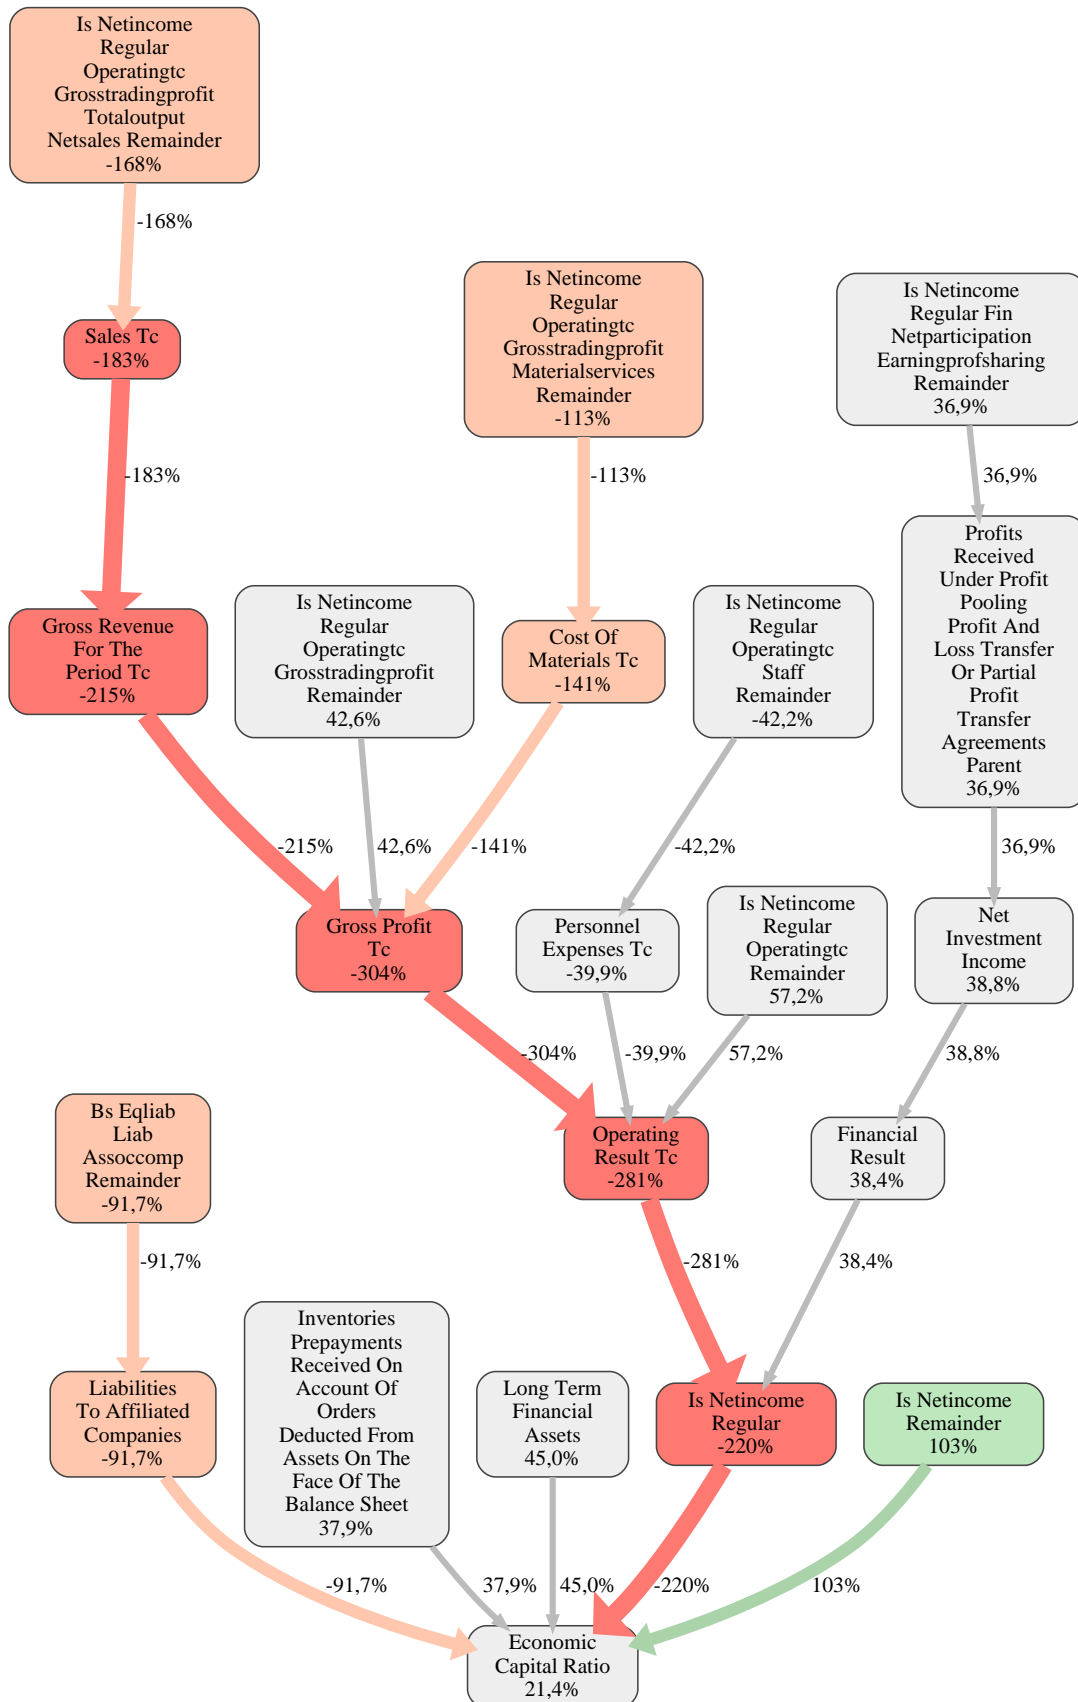 Is Netincome
Regular
Operatingtc
Grosstradingprofit
Totaloutput
Netsales Remainder
-168%
-168%
Sales Tc
-183%
-183%
Is Netincome
Regular
Operatingtc
Grosstradingprofit
Materialservices
Remainder
-113%
-113%
Is Netincome
Regular Fin
Netparticipation
Earningprofsharing
Remainder
36,9%
36,9%
Gross Revenue
For The
Period Tc
-215%
-215%
Is Netincome
Regular
Operatingtc
Grosstradingprofit
Remainder
42,6%
42,6%
Cost Of
Materials Tc
-141%
-141%
Is Netincome
Regular
Operatingtc
Staff
Remainder
-42,2%
-42,2%
Profits
Received
Under Profit
Pooling
Profit And
Loss Transfer
Or Partial
Profit
Transfer
Agreements
Parent
36,9%
36,9%
Gross Profit
Tc
-304%
-304%
Personnel
Expenses Tc
-39,9%
-39,9%
Is Netincome
Regular
Operatingtc
Remainder
57,2%
57,2%
Net
Investment
Income
38,8%
38,8%
Bs Eqliab
Liab
Assoccomp
Remainder
-91,7%
-91,7%
Operating
Result Tc
-281%
-281%
Financial
Result
38,4%
38,4%
Liabilities
To Affiliated
Companies
-91,7%
-91,7%
Inventories
Prepayments
Received On
Account Of
Orders
Deducted From
Assets On The
Face Of The
Balance Sheet
37,9%
37,9%
Long Term
Financial
Assets
45,0%
45,0%
Is Netincome
Regular
-220%
-220%
Is Netincome
Remainder
103%
103%
Economic
Capital Ratio
21,4%